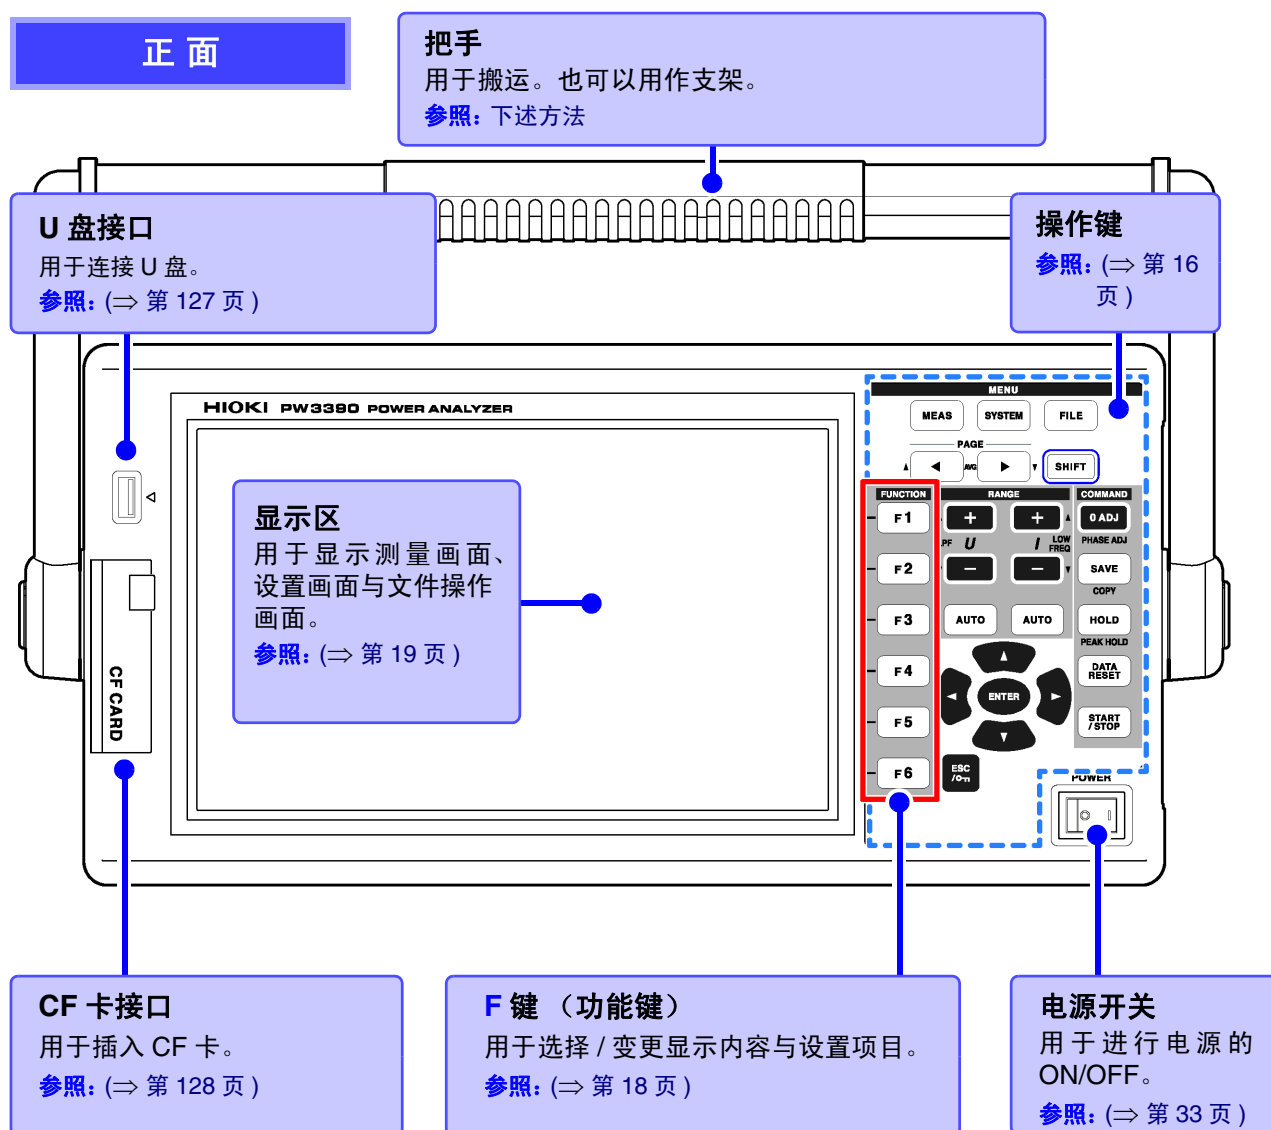 正 面
把手
用于搬运。也可以用作支架。
参照: 下述方法
U 盘接口
用于连接 U 盘。
参照: (⇒ 第 127 页 )
操作键
参照: (⇒ 第 16
页 )
HIOKI PW3390 POWER ANALYZER
MENU
MEAS SYSTEM FILE
PAGE
▲ ◀ AVG ▶ ▼ SHIFT
FUNCTION RANGE COMMAND
F1 + + ▲ 0 ADJ
PF U I LOW FREQ PHASE ADJ
F2 − − ▼ SAVE
COPY
F3 AUTO AUTO HOLD
PEAK HOLD
F4 ▲ DATA RESET
◀ ENTER ▶
F5 ▼ START / STOP
F6 ESC /
POWER
显示区
用于显示测量画面、
设置画面与文件操作
画面。
参照: (⇒ 第 19 页 )
CF CARD
CF 卡接口
用于插入 CF 卡。
参照: (⇒ 第 128 页 )
F 键 （功能键）
用于选择 / 变更显示内容与设置项目。
参照: (⇒ 第 18 页 )
电源开关
用于进行电源的
ON/OFF。
参照: (⇒ 第 33 页 )